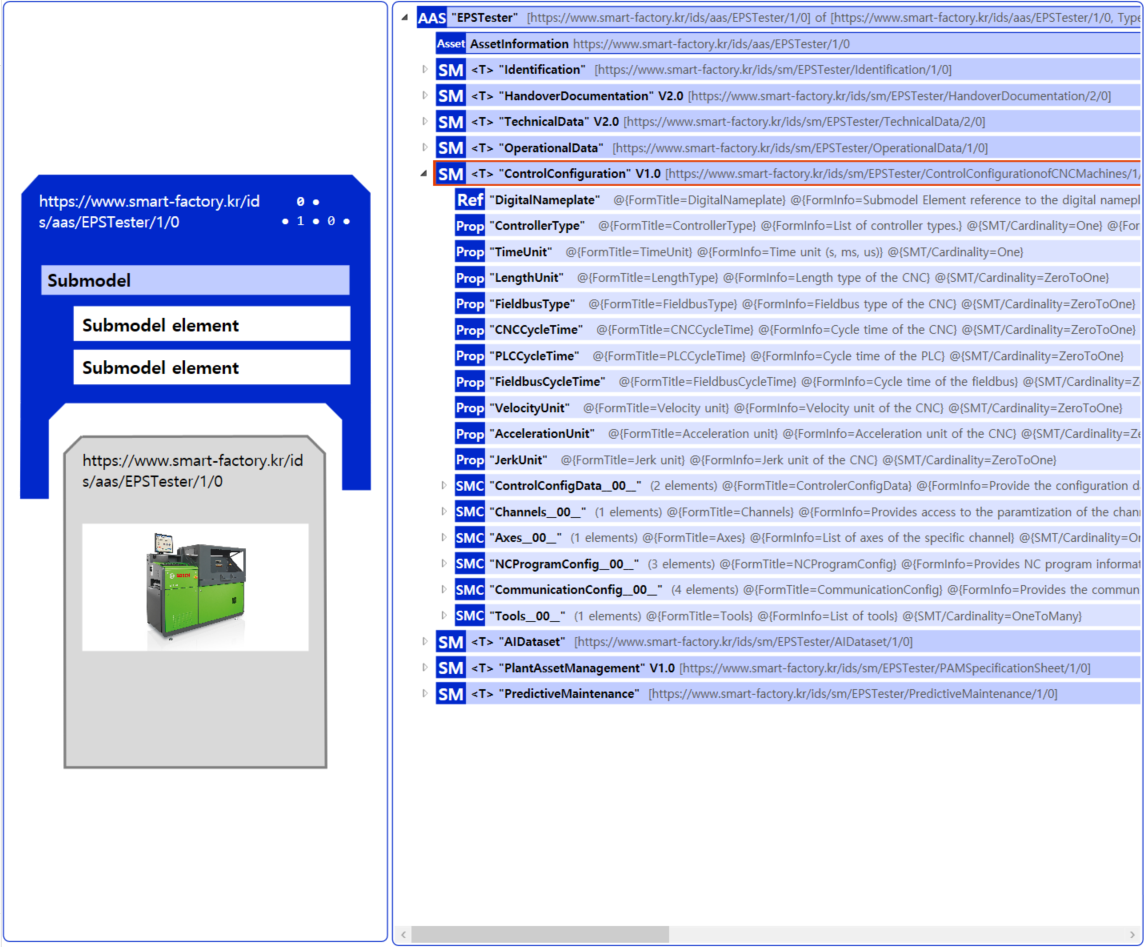 https://www.smart-factory.kr/id
s/aas/EPSTester/1/0
0 •
• 1 • 0 •
Submodel
Submodel element
Submodel element
https://www.smart-factory.kr/id
s/aas/EPSTester/1/0
BOSCH
AAS "EPSTester" [https://www.smart-factory.kr/ids/aas/EPSTester/1/0] of [https://www.smart-factory.kr/ids/aas/EPSTester/1/0, Type
Asset AssetInformation https://www.smart-factory.kr/ids/aas/EPSTester/1/0
SM <T> "Identification" [https://www.smart-factory.kr/ids/sm/EPSTester/Identification/1/0]
SM <T> "HandoverDocumentation" V2.0 [https://www.smart-factory.kr/ids/sm/EPSTester/HandoverDocumentation/2/0]
SM <T> "TechnicalData" V2.0 [https://www.smart-factory.kr/ids/sm/EPSTester/TechnicalData/2/0]
SM <T> "OperationalData" [https://www.smart-factory.kr/ids/sm/EPSTester/OperationalData/1/0]
SM <T> "ControlConfiguration" V1.0 [https://www.smart-factory.kr/ids/sm/EPSTester/ControlConfigurationofCNCMachines/1/
Ref "DigitalNameplate" @{FormTitle=DigitalNameplate} @{FormInfo=Submodel Element reference to the digital namepl
Prop "ControllerType" @{FormTitle=ControllerType} @{FormInfo=List of controller types.} @{SMT/Cardinality=One} @{For
Prop "TimeUnit" @{FormTitle=TimeUnit} @{FormInfo=Time unit (s, ms, us)} @{SMT/Cardinality=One}
Prop "LengthUnit" @{FormTitle=LengthType} @{FormInfo=Length type of the CNC} @{SMT/Cardinality=ZeroToOne}
Prop "FieldbusType" @{FormTitle=FieldbusType} @{FormInfo=Fieldbus type of the CNC} @{SMT/Cardinality=ZeroToOne}
Prop "CNCCycleTime" @{FormTitle=CNCCycleTime} @{FormInfo=Cycle time of the CNC} @{SMT/Cardinality=ZeroToOne}
Prop "PLCCycleTime" @{FormTitle=PLCCycleTime} @{FormInfo=Cycle time of the PLC} @{SMT/Cardinality=ZeroToOne}
Prop "FieldbusCycleTime" @{FormTitle=FieldbusCycleTime} @{FormInfo=Cycle time of the fieldbus} @{SMT/Cardinality=Z
Prop "VelocityUnit" @{FormTitle=Velocity unit} @{FormInfo=Velocity unit of the CNC} @{SMT/Cardinality=ZeroToOne}
Prop "AccelerationUnit" @{FormTitle=Acceleration unit} @{FormInfo=Acceleration unit of the CNC} @{SMT/Cardinality=Ze
Prop "JerkUnit" @{FormTitle=Jerk unit} @{FormInfo=Jerk unit of the CNC} @{SMT/Cardinality=ZeroToOne}
SMC "ControlConfigData__00__" (2 elements) @{FormTitle=ControlerConfigData} @{FormInfo=Provide the configuration d
SMC "Channels__00__" (1 elements) @{FormTitle=Channels} @{FormInfo=Provides access to the paramtization of the chan
SMC "Axes__00__" (1 elements) @{FormTitle=Axes} @{FormInfo=List of axes of the specific channel} @{SMT/Cardinality=On
SMC "NCProgramConfig__00__" (3 elements) @{FormTitle=NCProgramConfig} @{FormInfo=Provides NC program informat
SMC "CommunicationConfig__00__" (4 elements) @{FormTitle=CommunicationConfig} @{FormInfo=Provides the commun
SMC "Tools__00__" (1 elements) @{FormTitle=Tools} @{FormInfo=List of tools} @{SMT/Cardinality=OneToMany}
SM <T> "AIDataset" [https://www.smart-factory.kr/ids/sm/EPSTester/AIDataset/1/0]
SM <T> "PlantAssetManagement" V1.0 [https://www.smart-factory.kr/ids/sm/EPSTester/PAMSpecificationSheet/1/0]
SM <T> "PredictiveMaintenance" [https://www.smart-factory.kr/ids/sm/EPSTester/PredictiveMaintenance/1/0]